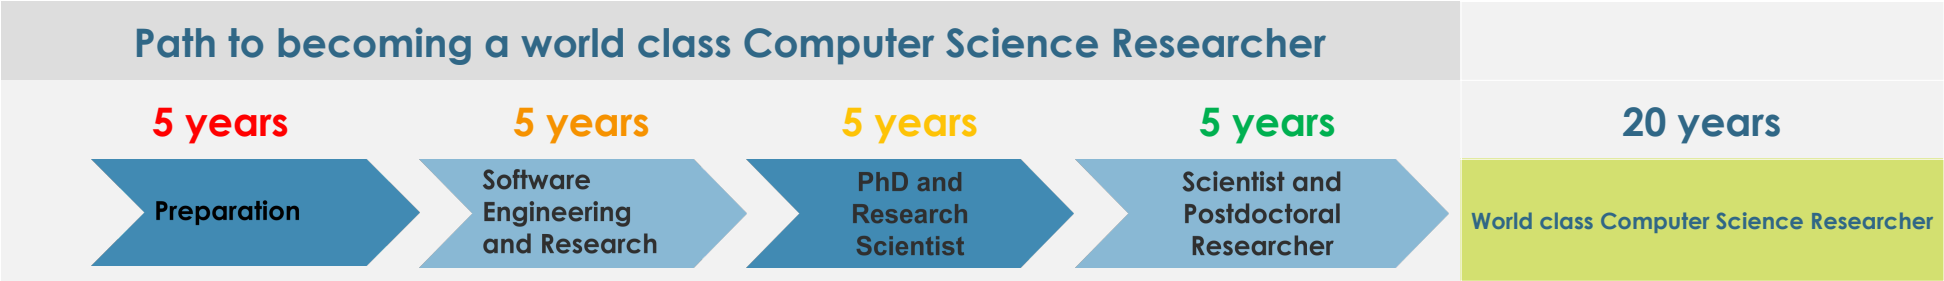 Path to becoming a world class Computer Science Researcher
5 years
5 years
5 years
5 years
20 years
Preparation
Software
Engineering
and Research
PhD and
Research
Scientist
Scientist and
Postdoctoral
Researcher
World class Computer Science Researcher